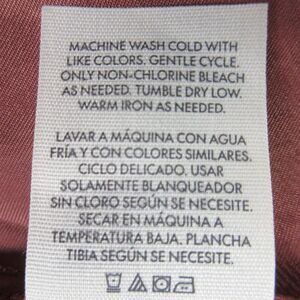 MACHINE WASH COLD WITH
LIKE COLORS. GENTLE CYCLE.
ONLY NON-CHLORINE BLEACH
AS NEEDED. TUMBLE DRY LOW.
WARM IRON AS NEEDED.
LAVAR A MÁQUINA CON AGUA
FRÍA Y CON COLORES SIMILARES.
CICLO DELICADO. USAR
SOLAMENTE BLANQUEADOR
SIN CLORO SEGÚN SE NECESITE.
SECAR EN MÁQUINA A
TEMPERATURA BAJA. PLANCHA
TIBIA SEGÚN SE NECESITE.